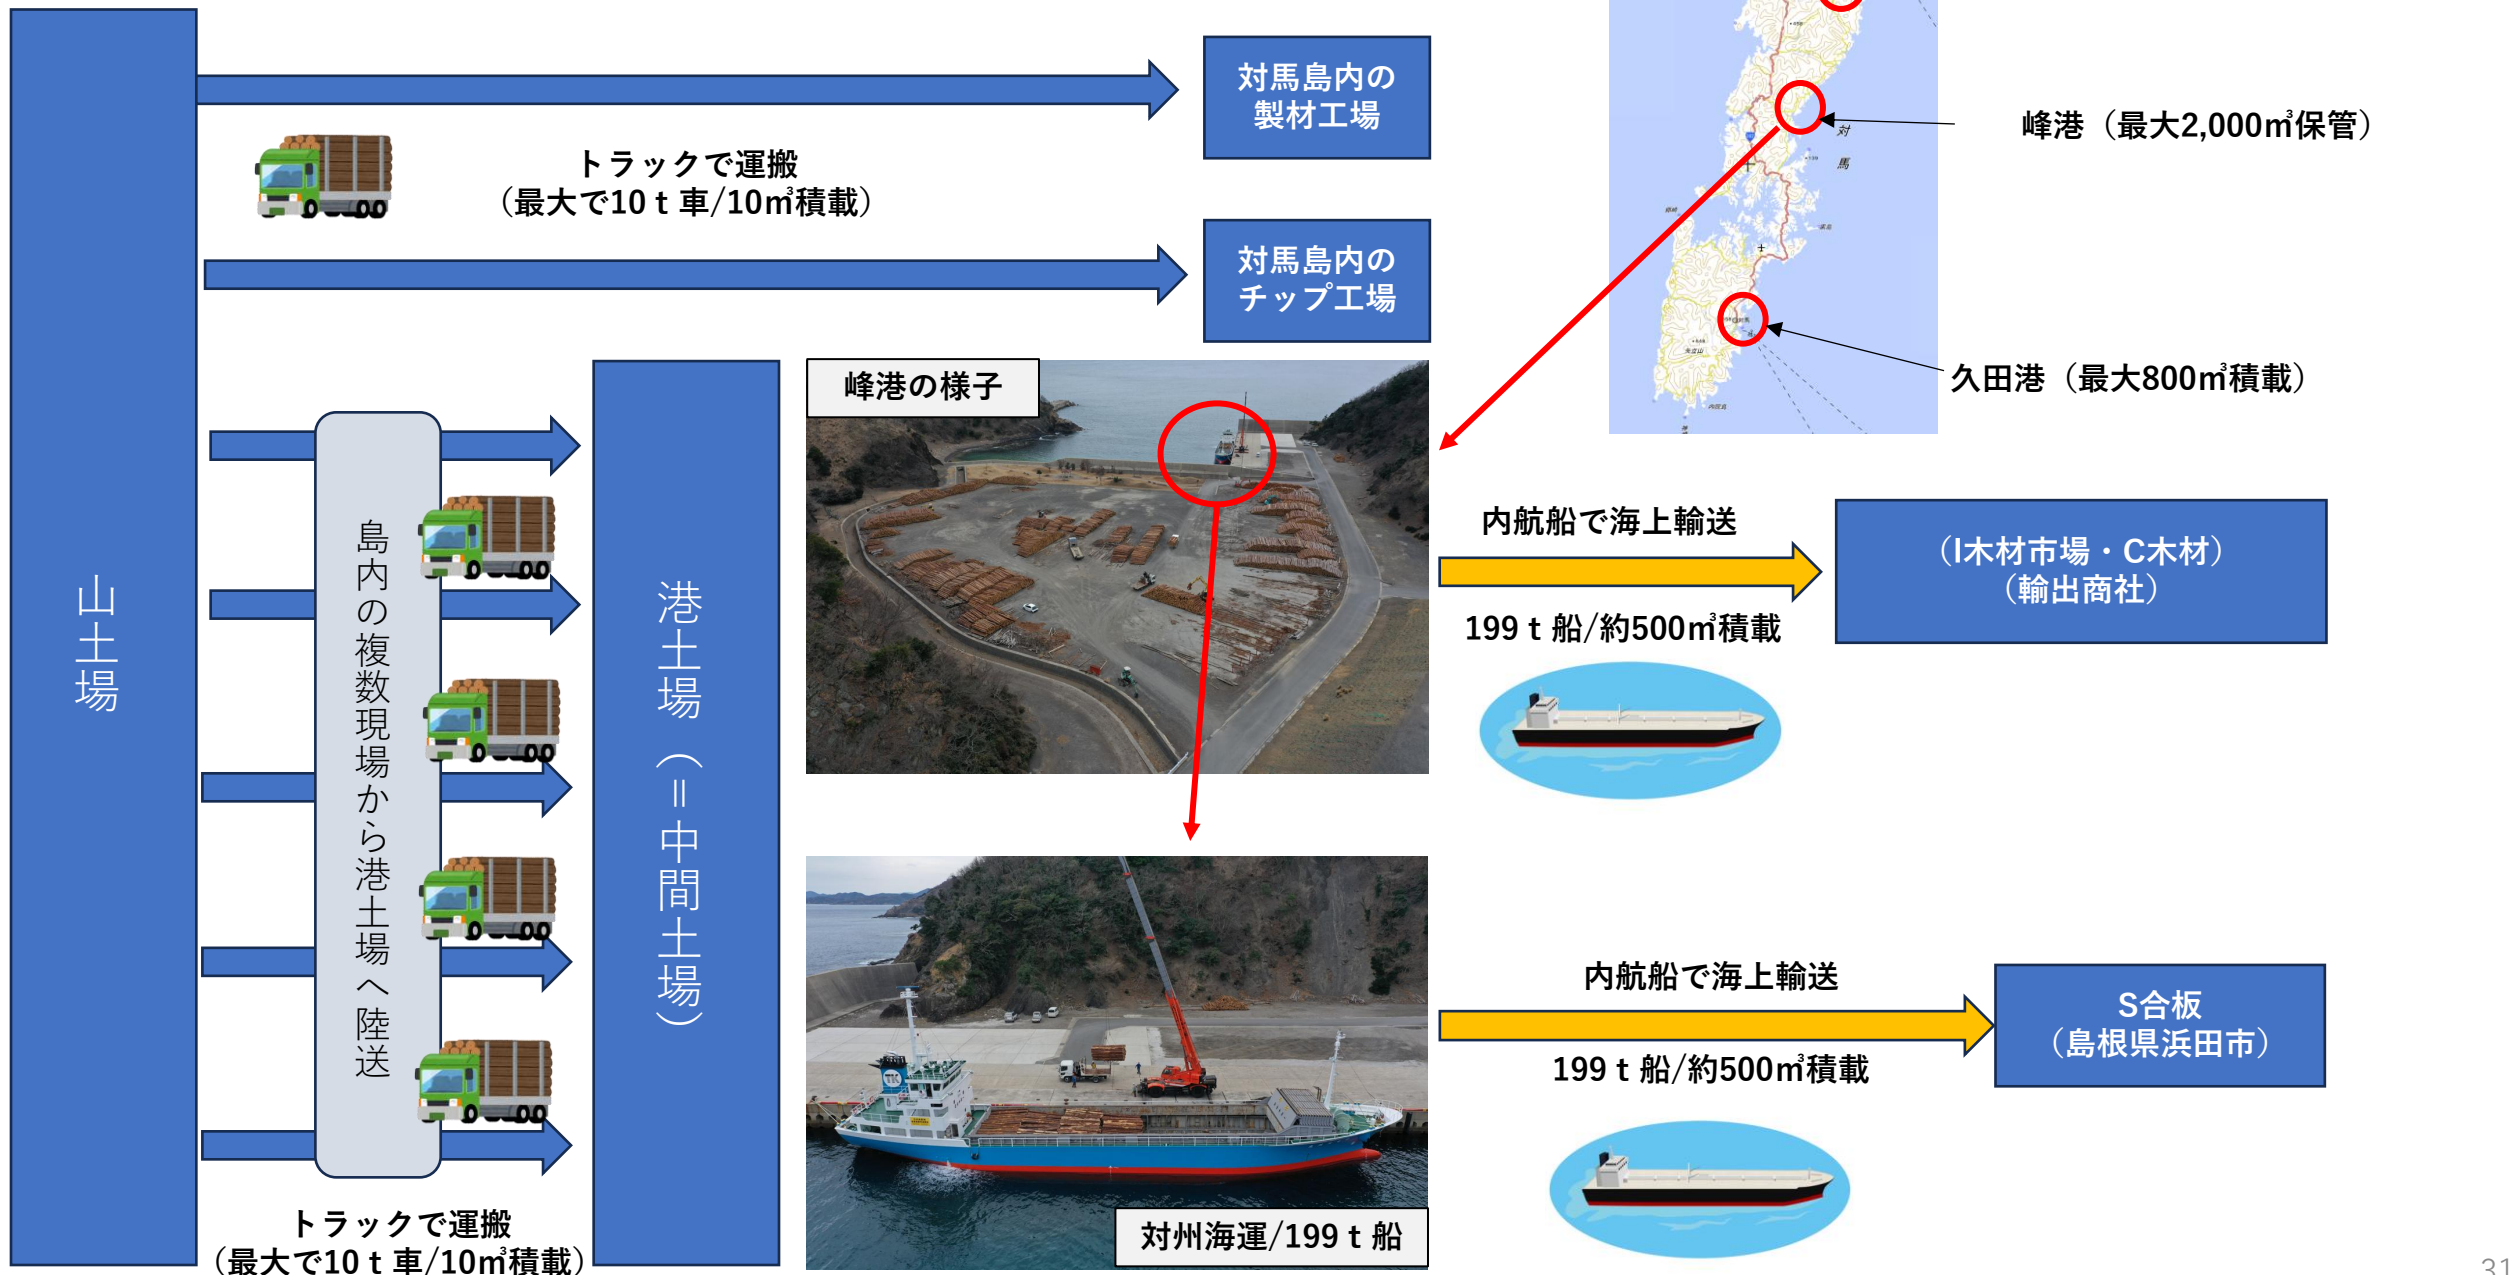 対馬島内の
製材工場
トラックで運搬
（最大で10ｔ車/10㎥積載）
対馬島内の
チップ工場
対
馬
峰港（最大2,000㎥保管）
久田港（最大800㎥積載）
山土場
島内の複数現場から港土場へ陸送
港土場（＝中間土場）
峰港の様子
内航船で海上輸送
199ｔ船/約500㎥積載
（I木材市場・C木材）
（輸出商社）
内航船で海上輸送
199ｔ船/約500㎥積載
S合板
（島根県浜田市）
対州海運/199ｔ船
トラックで運搬
（最大で10ｔ車/10㎥積載）
31